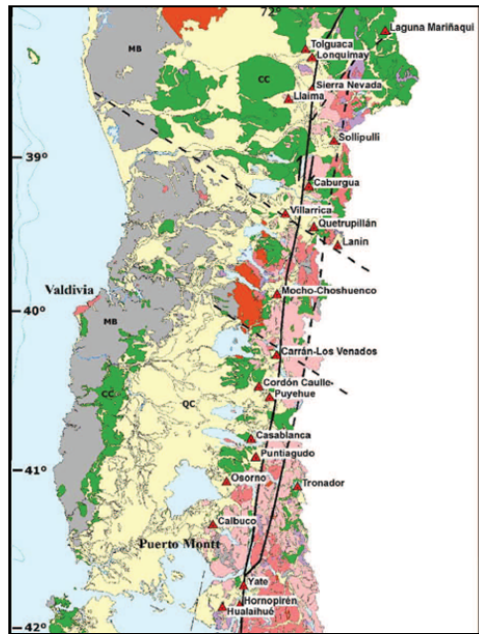 72°
Laguna Mariñaqui
Tolguaca
Lonquimay
MB
CC
Sierra Nevada
Llaima
Sollipulli
39°
Caburgua
Villarrica
Quetrupillán
Lanin
Valdivia
Mocho-Choshuenco
40°
MB
Carrán-Los Venados
Cordón Caulle
Puyehue
CC
QC
Casablanca
Puntiagudo
41°
Osorno
Tronador
Calbuco
Puerto Montt
Yate
Hornopirén
Hualaihué
42°